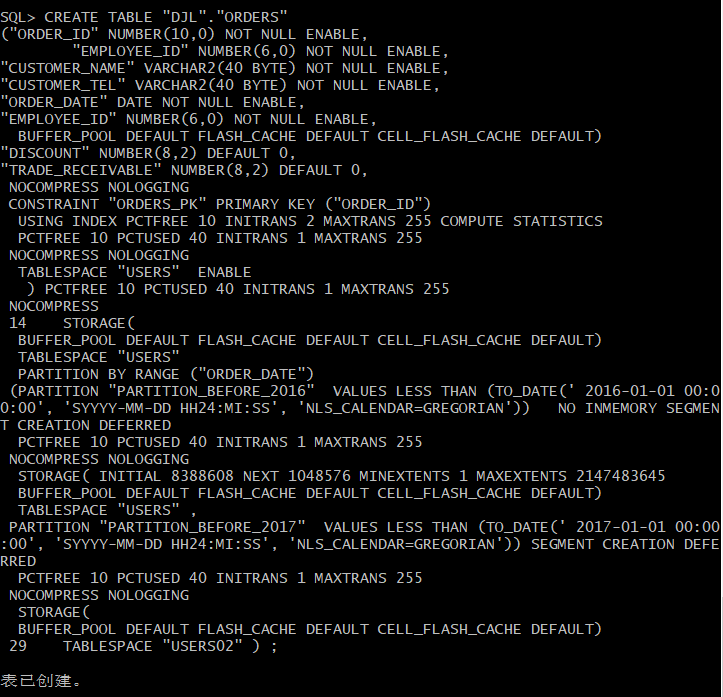 SQL> CREATE TABLE "DJL"."ORDERS"
("ORDER_ID" NUMBER(10,0) NOT NULL ENABLE,
        "EMPLOYEE_ID" NUMBER(6,0) NOT NULL ENABLE,
"CUSTOMER_NAME" VARCHAR2(40 BYTE) NOT NULL ENABLE,
"CUSTOMER_TEL" VARCHAR2(40 BYTE) NOT NULL ENABLE,
"ORDER_DATE" DATE NOT NULL ENABLE,
"EMPLOYEE_ID" NUMBER(6,0) NOT NULL ENABLE,
  BUFFER_POOL DEFAULT FLASH_CACHE DEFAULT CELL_FLASH_CACHE DEFAULT)
"DISCOUNT" NUMBER(8,2) DEFAULT 0,
"TRADE_RECEIVABLE" NUMBER(8,2) DEFAULT 0,
 NOCOMPRESS NOLOGGING
 CONSTRAINT "ORDERS_PK" PRIMARY KEY ("ORDER_ID")
  USING INDEX PCTFREE 10 INITRANS 2 MAXTRANS 255 COMPUTE STATISTICS
  PCTFREE 10 PCTUSED 40 INITRANS 1 MAXTRANS 255
 NOCOMPRESS NOLOGGING
  TABLESPACE "USERS"  ENABLE
   ) PCTFREE 10 PCTUSED 40 INITRANS 1 MAXTRANS 255
 NOCOMPRESS
 14    STORAGE(
  BUFFER_POOL DEFAULT FLASH_CACHE DEFAULT CELL_FLASH_CACHE DEFAULT)
  TABLESPACE "USERS"
  PARTITION BY RANGE ("ORDER_DATE")
 (PARTITION "PARTITION_BEFORE_2016"  VALUES LESS THAN (TO_DATE(' 2016-01-01 00:0
0:00', 'SYYYY-MM-DD HH24:MI:SS', 'NLS_CALENDAR=GREGORIAN'))   NO INMEMORY SEGMEN
T CREATION DEFERRED
  PCTFREE 10 PCTUSED 40 INITRANS 1 MAXTRANS 255
 NOCOMPRESS NOLOGGING
  STORAGE( INITIAL 8388608 NEXT 1048576 MINEXTENTS 1 MAXEXTENTS 2147483645
  BUFFER_POOL DEFAULT FLASH_CACHE DEFAULT CELL_FLASH_CACHE DEFAULT)
  TABLESPACE "USERS" ,
 PARTITION "PARTITION_BEFORE_2017"  VALUES LESS THAN (TO_DATE(' 2017-01-01 00:00
:00', 'SYYYY-MM-DD HH24:MI:SS', 'NLS_CALENDAR=GREGORIAN')) SEGMENT CREATION DEFE
RRED
  PCTFREE 10 PCTUSED 40 INITRANS 1 MAXTRANS 255
 NOCOMPRESS NOLOGGING
  STORAGE(
  BUFFER_POOL DEFAULT FLASH_CACHE DEFAULT CELL_FLASH_CACHE DEFAULT)
 29    TABLESPACE "USERS02" ) ;
表已创建。